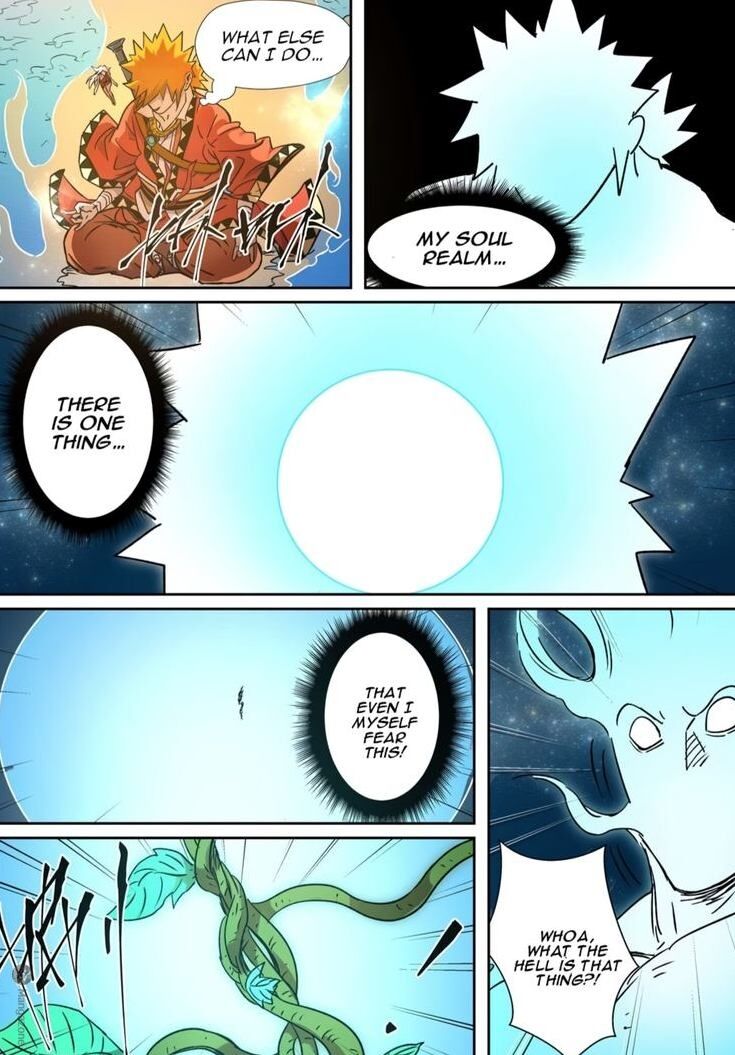 WHAT ELSE
CAN I DO...
MY SOUL
REALM...
THERE
IS ONE
THING...
THAT
EVEN I
MYSELF
FEAR
THIS!
WHOA,
WHAT THE
HELL IS THAT
THING?!